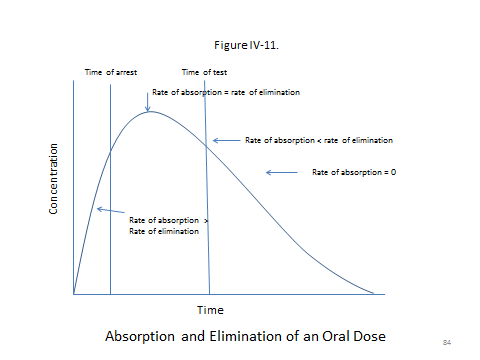 Figure IV-11.
Time of arrest
Time of test
Rate of absorption = rate of elimination
Rate of absorption < rate of elimination
Rate of absorption = 0
Concentration
Rate of absorption >
Rate of elimination
Time
Absorption and Elimination of an Oral Dose
84